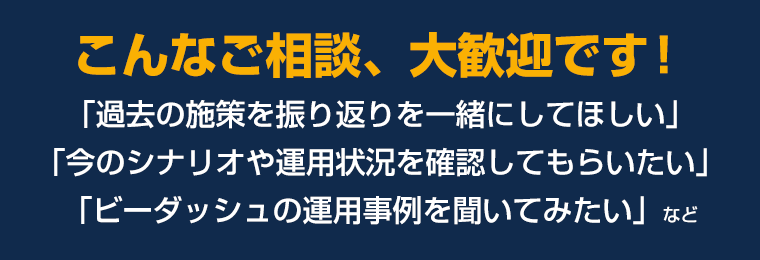 こんなご相談、大歓迎です！
「過去の施策を振り返りを一緒にしてほしい」
「今のシナリオや運用状況を確認してもらいたい」
「ビーダッシュの運用事例を聞いてみたい」など